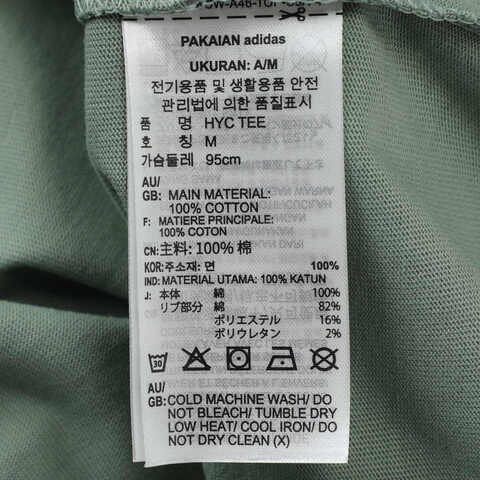 PAKAIAN adidas
UKURAN: A/M
전기용품 및 생활용품 안전
관리법에 의한 품질표시
품 명 HYC TEE
호 칭 M
가슴둘레 95cm
AU/
GB: MAIN MATERIAL:
100% COTTON
F: MATIERE PRINCIPALE:
100% COTON
CN: 主料: 100% 棉
KOR: 주소재: 면 100%
IND: MATERIAL UTAMA: 100% KATUN
J: 本体 綿 100%
リブ部分 綿 82%
ポリエステル 16%
ポリウレタン 2%
30
AU/
GB: COLD MACHINE WASH/ DO
NOT BLEACH/ TUMBLE DRY
LOW HEAT/ COOL IRON/ DO
NOT DRY CLEAN (X)